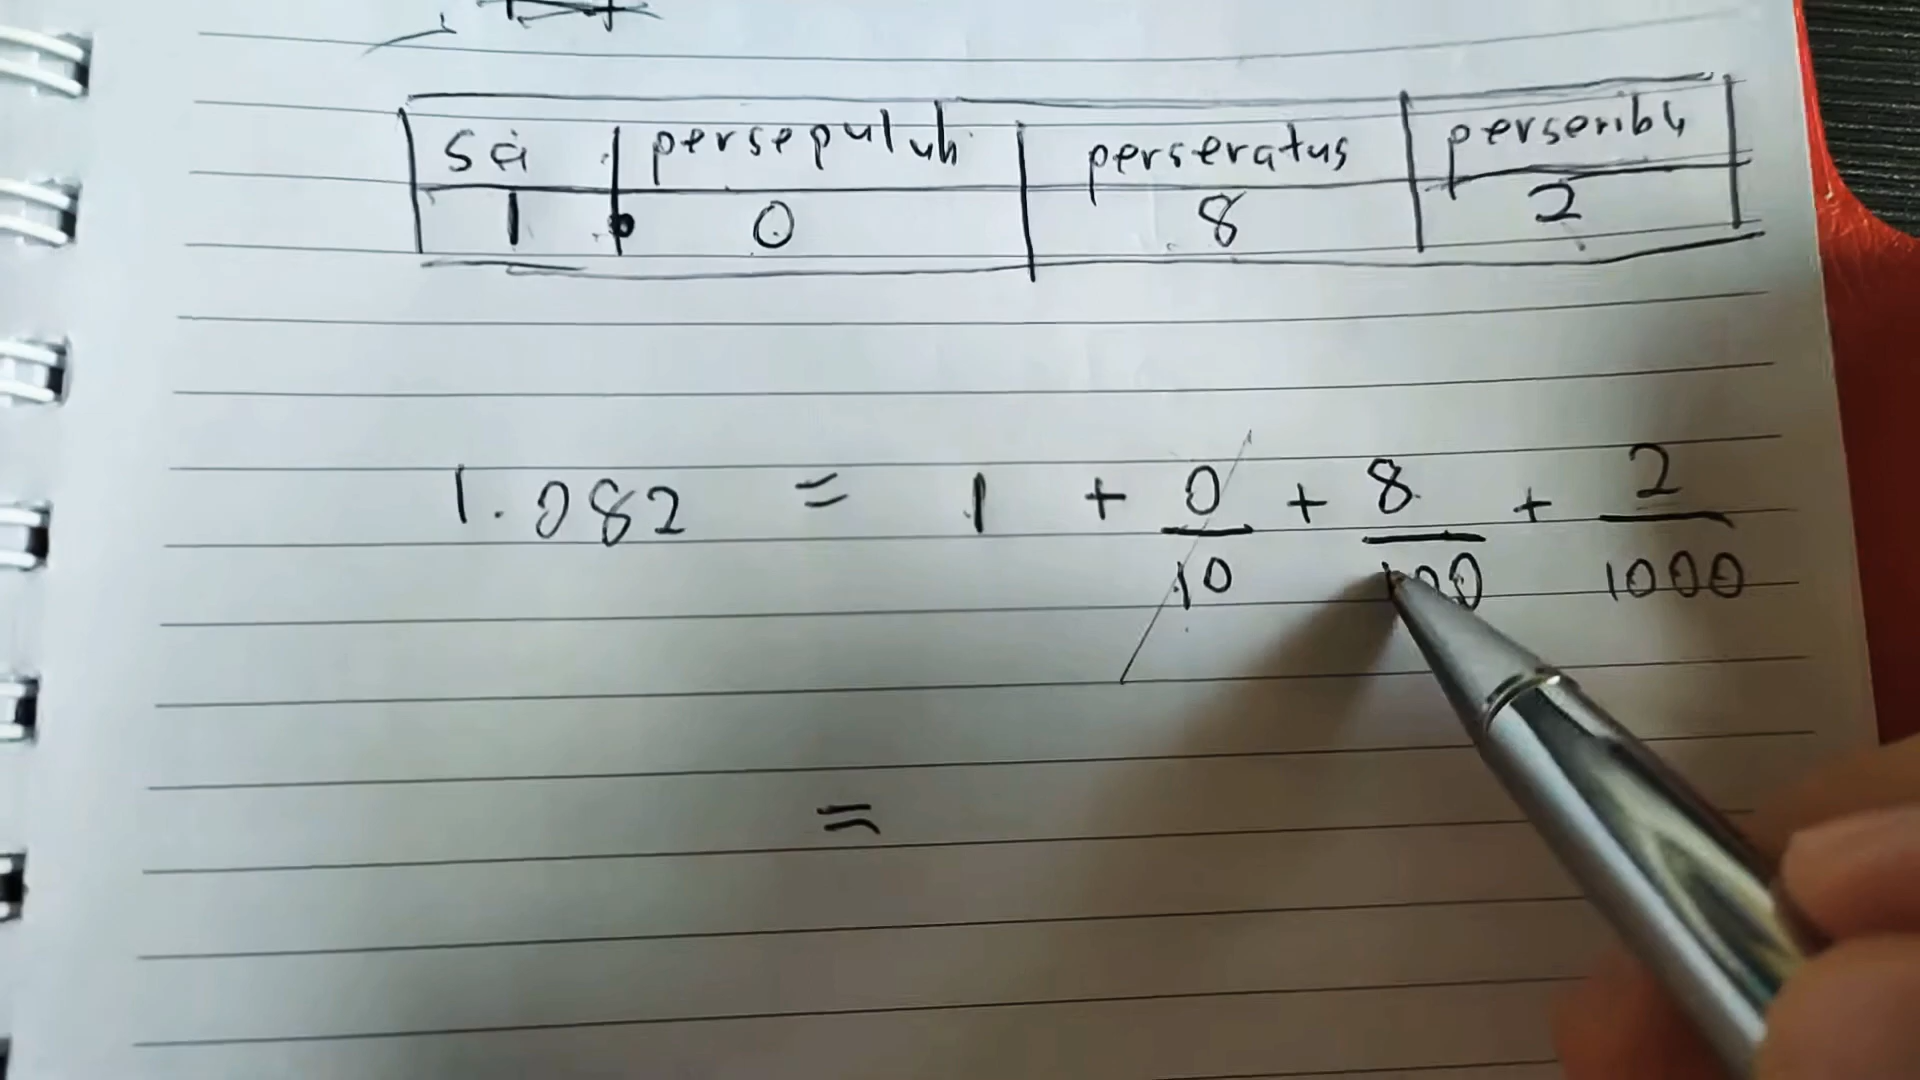 sa persepuluh perseratus perseribu
1 . 0 8 2
1.082 = 1 + 0/10 + 8/100 + 2/1000
=